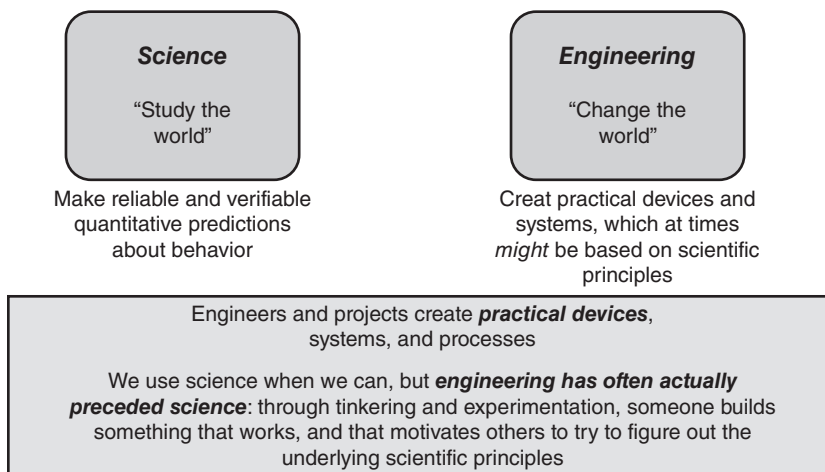 Science
“Study the
world”
Make reliable and verifiable
quantitative predictions
about behavior
Engineering
“Change the
world”
Creat practical devices and
systems, which at times
might be based on scientific
principles
Engineers and projects create practical devices,
systems, and processes
We use science when we can, but engineering has often actually
preceded science: through tinkering and experimentation, someone builds
something that works, and that motivates others to try to figure out the
underlying scientific principles